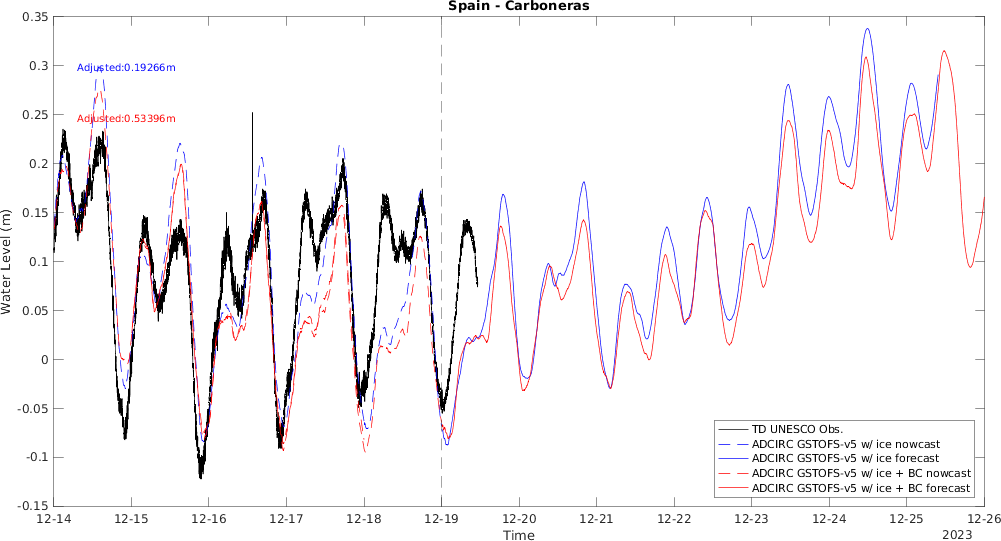 Spain - Carboneras
0.35
0.3
0.25
0.2
0.15
0.1
0.05
0
-0.05
-0.1
-0.15
Water Level (m)
Adjusted:0.19266m
Adjusted:0.53396m
TD UNESCO Obs.
ADCIRC GSTOFS-v5 w/ ice nowcast
ADCIRC GSTOFS-v5 w/ ice forecast
ADCIRC GSTOFS-v5 w/ ice + BC nowcast
ADCIRC GSTOFS-v5 w/ ice + BC forecast
12-14 12-15 12-16 12-17 12-18 12-19 12-20 12-21 12-22 12-23 12-24 12-25 12-26
Time
2023